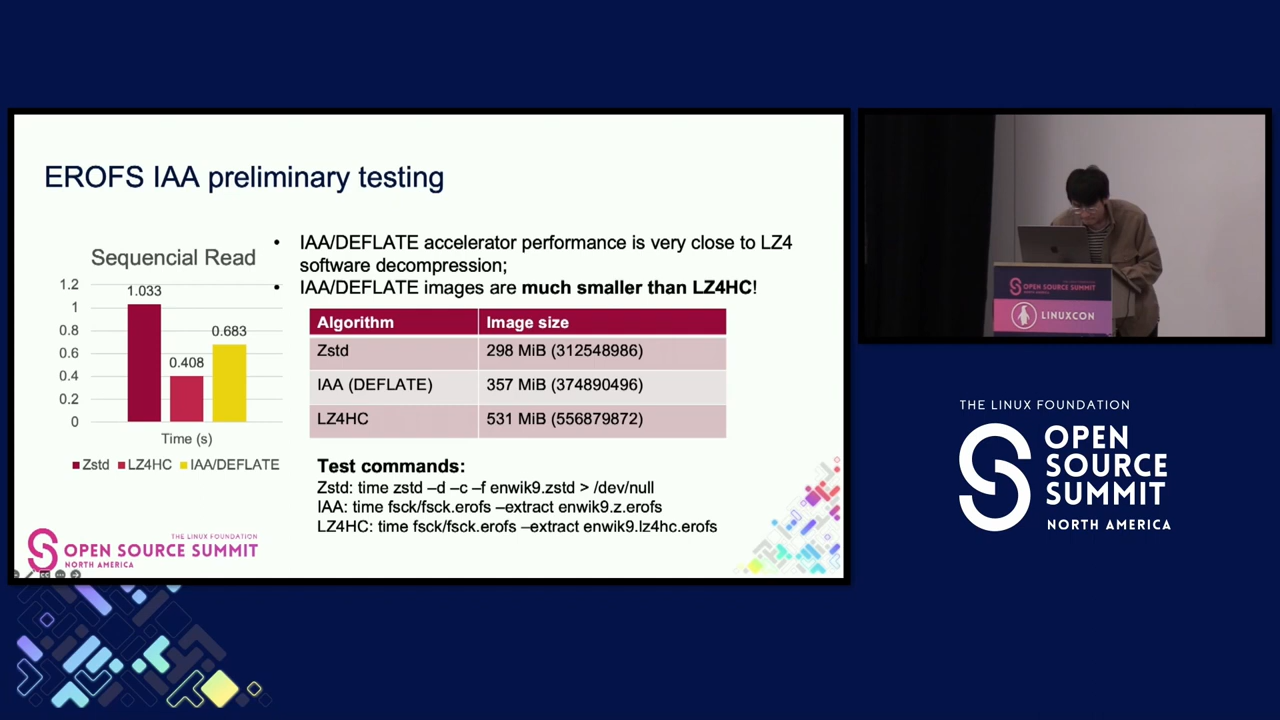 EROFS IAA preliminary testing
• IAA/DEFLATE accelerator performance is very close to LZ4
software decompression;
• IAA/DEFLATE images are much smaller than LZ4HC!
Sequencial Read
1.2
1
0.8
0.6
0.4
0.2
0
1.033
0.408
0.683
Time (s)
Zstd LZ4HC IAA/DEFLATE
Algorithm Image size
Zstd 298 MiB (312548986)
IAA (DEFLATE) 357 MiB (374890496)
LZ4HC 531 MiB (556879872)
Test commands:
Zstd: time zstd –d –c –f enwik9.zstd > /dev/null
IAA: time fsck/fsck.erofs –extract enwik9.z.erofs
LZ4HC: time fsck/fsck.erofs –extract enwik9.lz4hc.erofs
THE LINUX FOUNDATION
OPEN SOURCE SUMMIT
NORTH AMERICA
OPEN SOURCE SUMMIT
LINUXCON
THE LINUX FOUNDATION
OPEN
SOURCE
SUMMIT
NORTH AMERICA